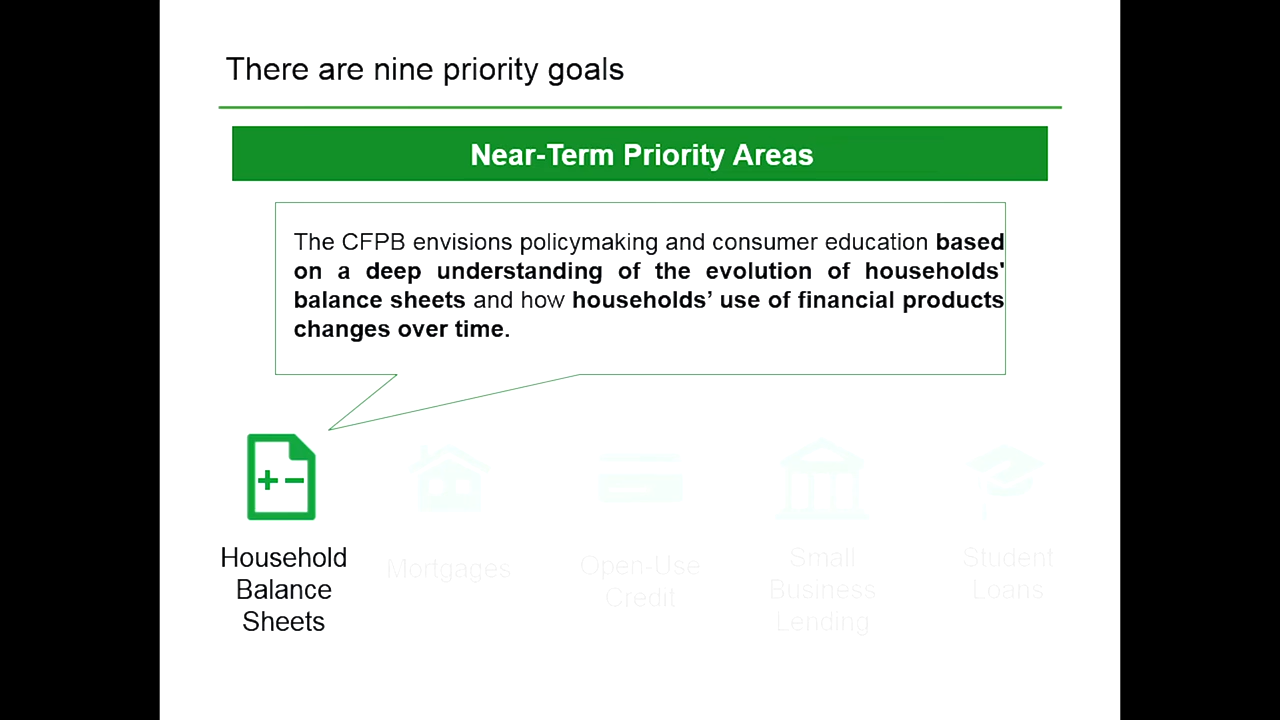 There are nine priority goals
Near-Term Priority Areas
The CFPB envisions policymaking and consumer education based
on a deep understanding of the evolution of households'
balance sheets and how households’ use of financial products
changes over time.
Household
Balance
Sheets
Mortgages
Open-Use
Credit
Small
Business
Lending
Student
Loans